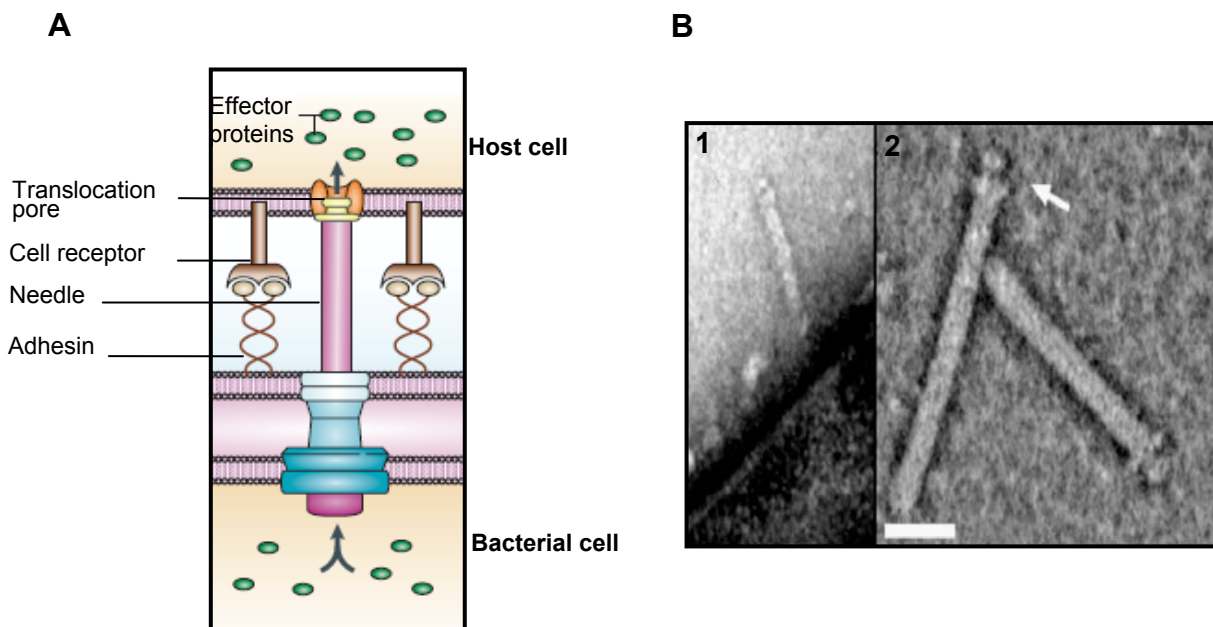 A
Effector
proteins
Host cell
Translocation
pore
Cell receptor
Needle
Adhesin
Bacterial cell
B
1
2